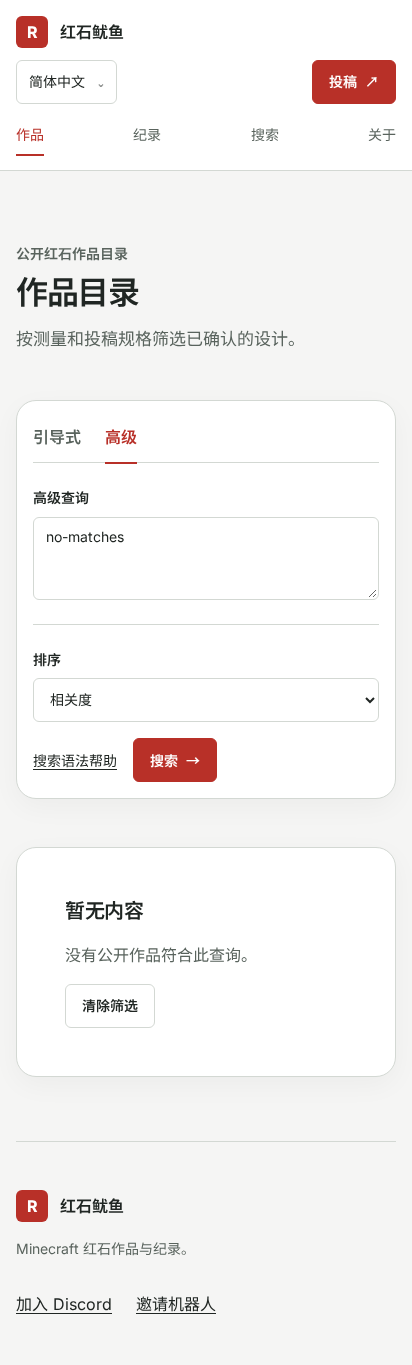 R 红石鱿鱼
简体中文
投稿 ↗
作品 纪录 搜索 关于
公开红石作品目录
作品目录
按测量和投稿规格筛选已确认的设计。
引导式 高级
高级查询
no-matches
排序
相关度
搜索语法帮助 搜索 →
暂无内容
没有公开作品符合此查询。
清除筛选
R 红石鱿鱼
Minecraft 红石作品与纪录。
加入 Discord 邀请机器人